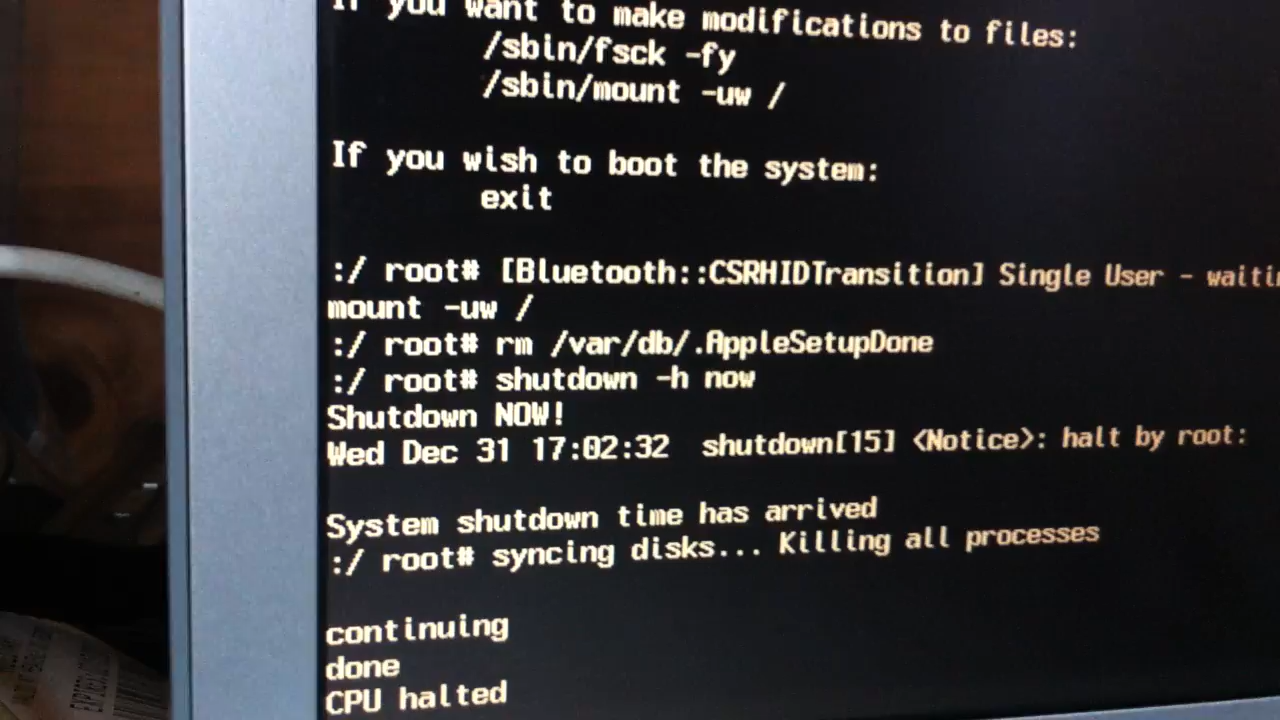 If you want to make modifications to files:
/sbin/fsck -fy
/sbin/mount -uw /
If you wish to boot the system:
exit
:/ root# [Bluetooth::CSRHIDTransition] Single User - waiti
mount -uw /
:/ root# rm /var/db/.AppleSetupDone
:/ root# shutdown -h now
Shutdown NOW!
Wed Dec 31 17:02:32 shutdown[15] <Notice>: halt by root:
System shutdown time has arrived
:/ root# syncing disks... Killing all processes
continuing
done
CPU halted